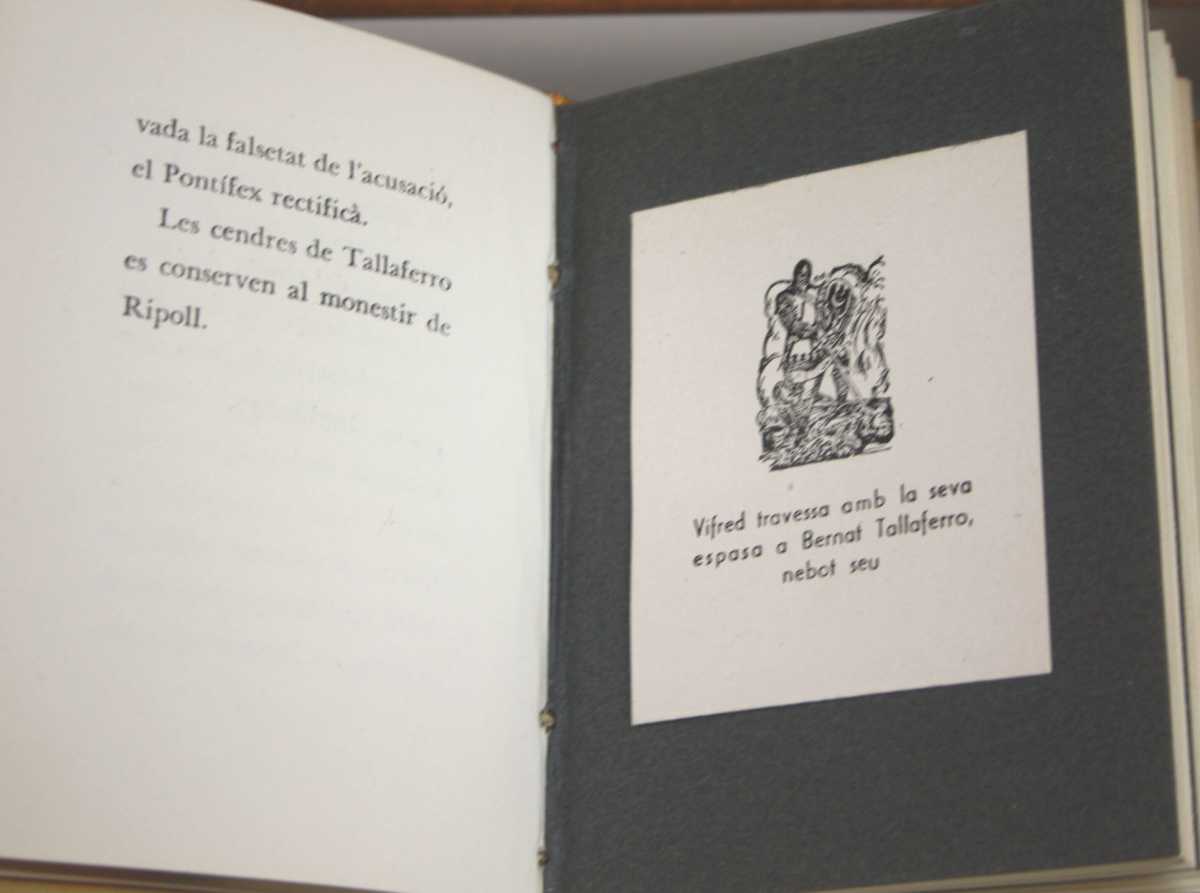 vada la falsetat de l'acusació,
el Pontífex rectificà.
Les cendres de Tallaferro
es conserven al monestir de
Ripoll.
Vifred travessa amb la seva
espasa a Bernat Tallaferro,
nebot seu